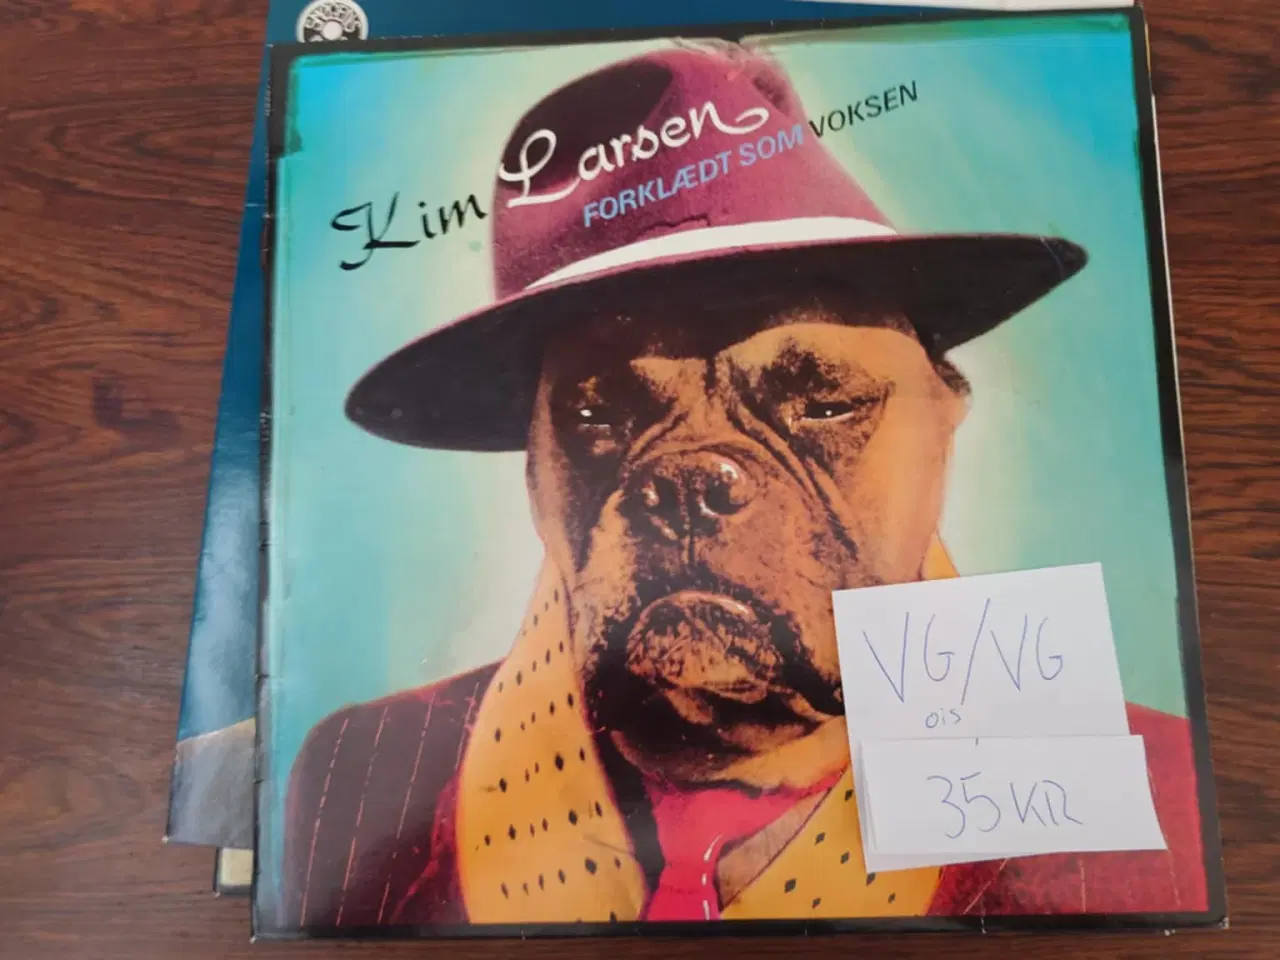 Kim Larsen
FORKLÆDT SOM VOKSEN
VG/VG
ois
35 KR